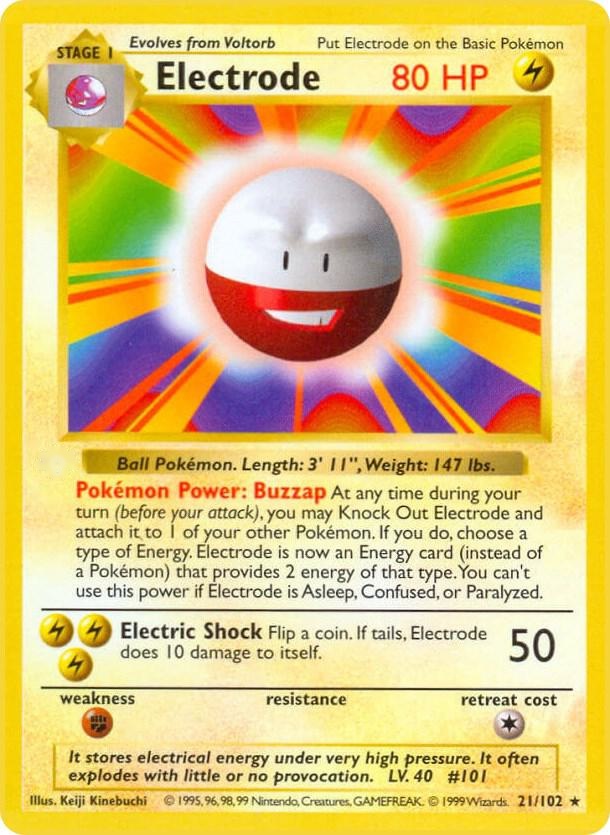 STAGE 1
Evolves from Voltorb Put Electrode on the Basic Pokémon
Electrode 80 HP
Ball Pokémon. Length: 3' 11", Weight: 147 lbs.
Pokémon Power: Buzzap At any time during your
turn (before your attack), you may Knock Out Electrode and
attach it to 1 of your other Pokémon. If you do, choose a
type of Energy. Electrode is now an Energy card (instead of
a Pokémon) that provides 2 energy of that type. You can't
use this power if Electrode is Asleep, Confused, or Paralyzed.
Electric Shock Flip a coin. If tails, Electrode
does 10 damage to itself.
50
weakness resistance retreat cost
It stores electrical energy under very high pressure. It often
explodes with little or no provocation. LV. 40 #101
Illus. Keiji Kinebuchi © 1995, 96, 98, 99 Nintendo, Creatures, GAMEFREAK. © 1999 Wizards. 21/102 ★